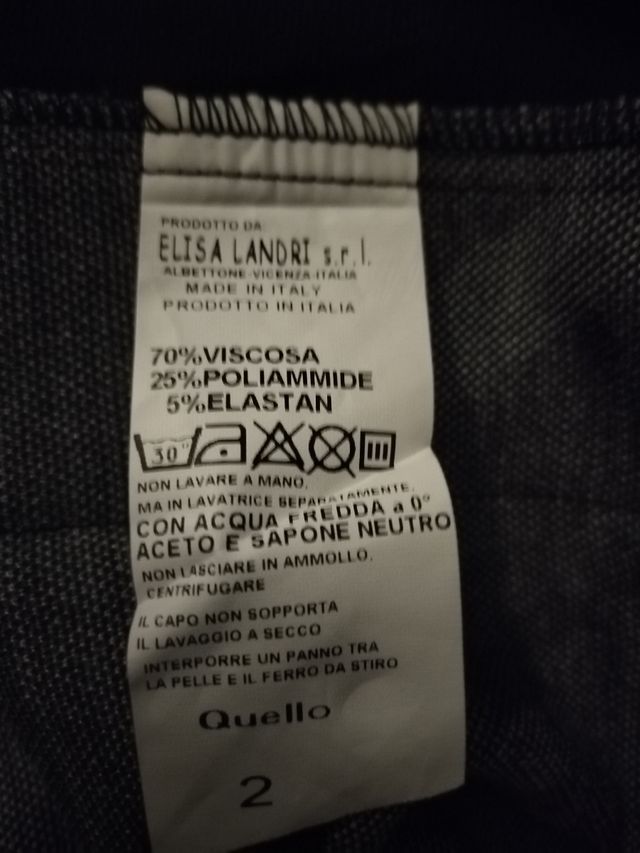 PRODOTTO DA
ELISA LANDRI s.r.l.
ALBETTONE-VICENZA-ITALIA
MADE IN ITALY
PRODOTTO IN ITALIA
70%VISCOSA
25%POLIAMMIDE
5%ELASTAN
30°
NON LAVARE A MANO.
MA IN LAVATRICE SEPARATAMENTE.
CON ACQUA FREDDA a 0°
ACETO E SAPONE NEUTRO
NON LASCIARE IN AMMOLLO.
CENTRIFUGARE
IL CAPO NON SOPPORTA
IL LAVAGGIO A SECCO
INTERPORRE UN PANNO TRA
LA PELLE E IL FERRO DA STIRO
Quello
2